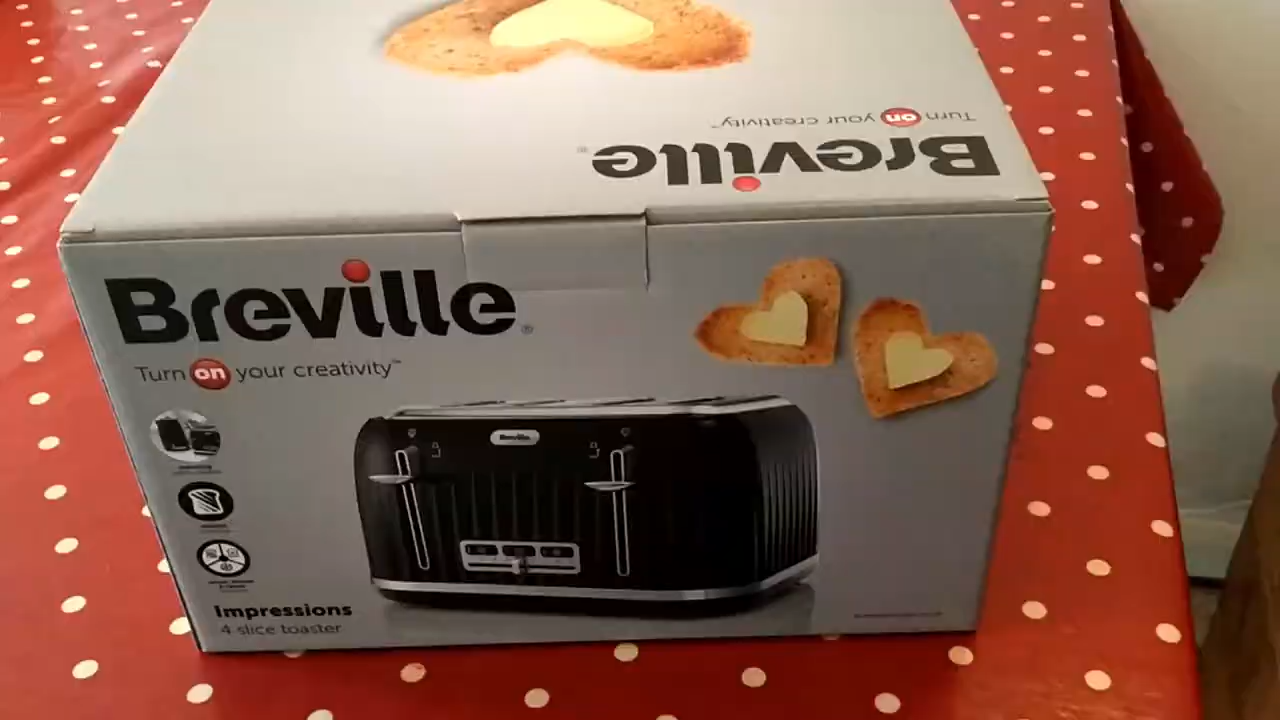 Turn on your creativity™
Breville®
Breville®
Turn on your creativity™
Breville
Impressions
4 slice toaster